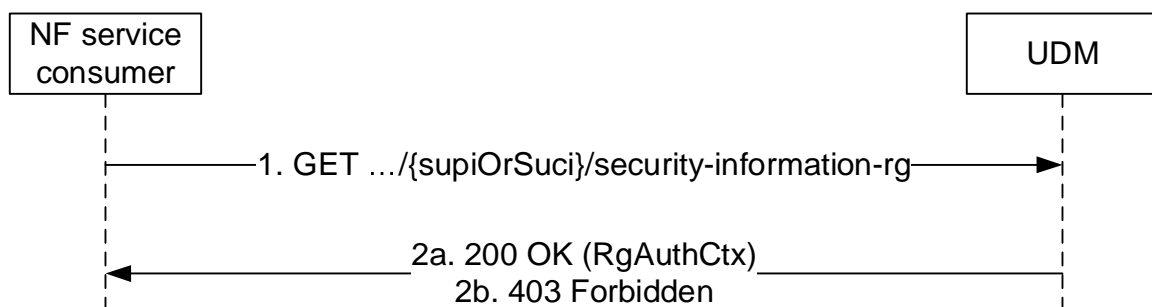 NF service
consumer
UDM
1. GET …/{supiOrSuci}/security-information-rg
2a. 200 OK (RgAuthCtx)
2b. 403 Forbidden